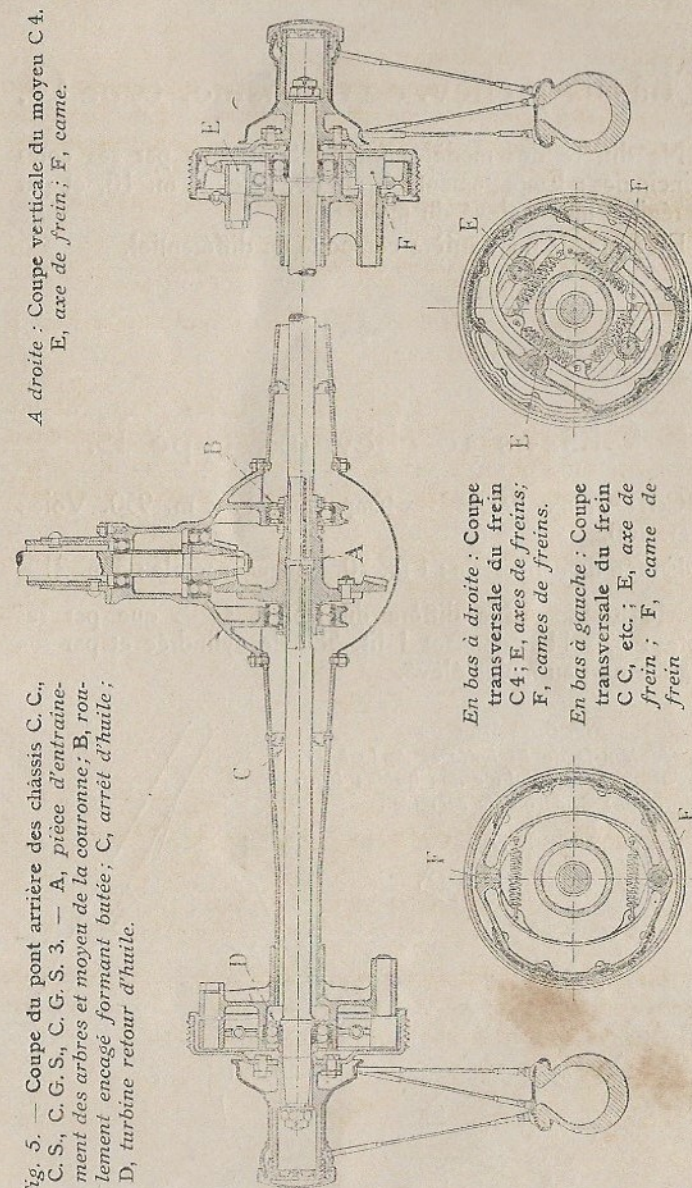 ig. 5. — Coupe du pont arrière des châssis C. C.,
C. S., C. G. S., C. G. S. 3. — A, pièce d'entraine-
ment des arbres et moyeu de la couronne; B, rou-
lement encagé formant butée; C, arrêt d'huile;
D, turbine retour d'huile.
A droite : Coupe verticale du moyeu C 4.
E, axe de frein; F, came.
D
C
A
B
E
F
F
F
En bas à droite : Coupe
transversale du frein
C 4; E, axes de freins;
F, cames de freins.
En bas à gauche : Coupe
transversale du frein
C C, etc.; E, axe de
frein; F, came de
frein
E
E
F